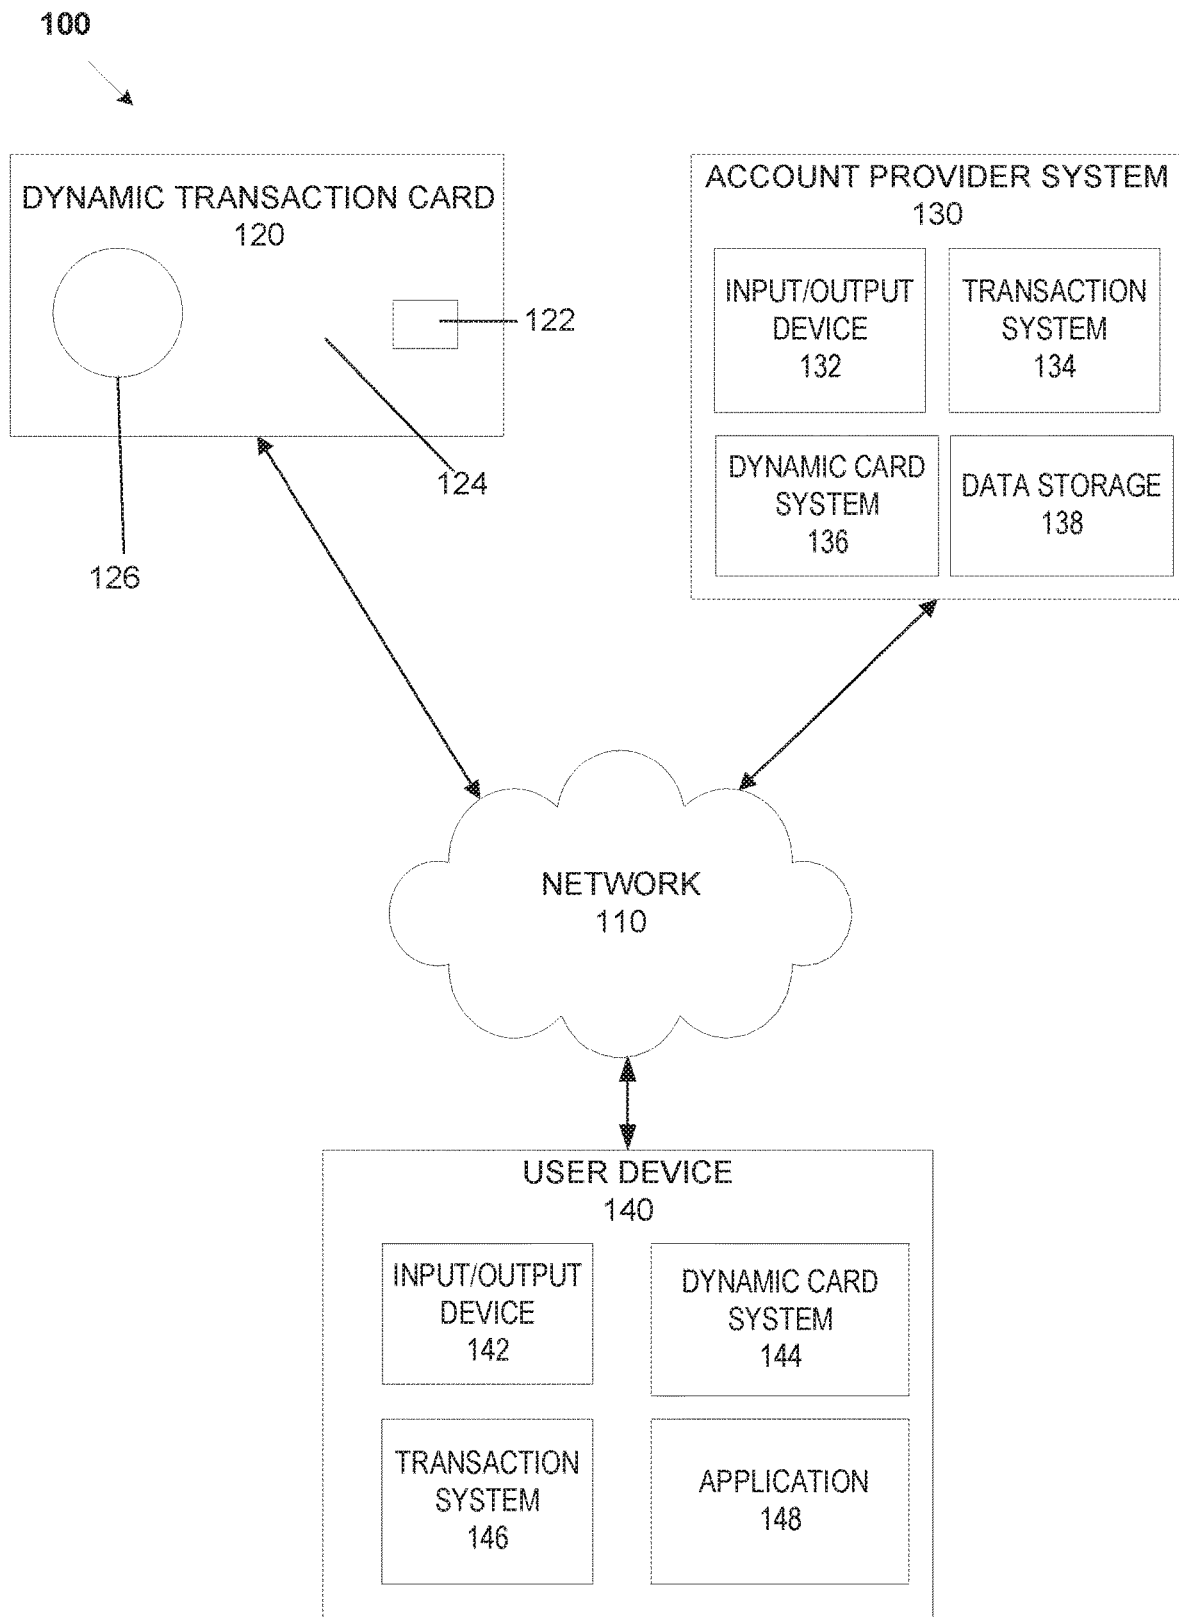 100
DYNAMIC TRANSACTION CARD
120
122
124
126
ACCOUNT PROVIDER SYSTEM
130
INPUT/OUTPUT
DEVICE
132
TRANSACTION
SYSTEM
134
DYNAMIC CARD
SYSTEM
136
DATA STORAGE
138
NETWORK
110
USER DEVICE
140
INPUT/OUTPUT
DEVICE
142
DYNAMIC CARD
SYSTEM
144
TRANSACTION
SYSTEM
146
APPLICATION
148